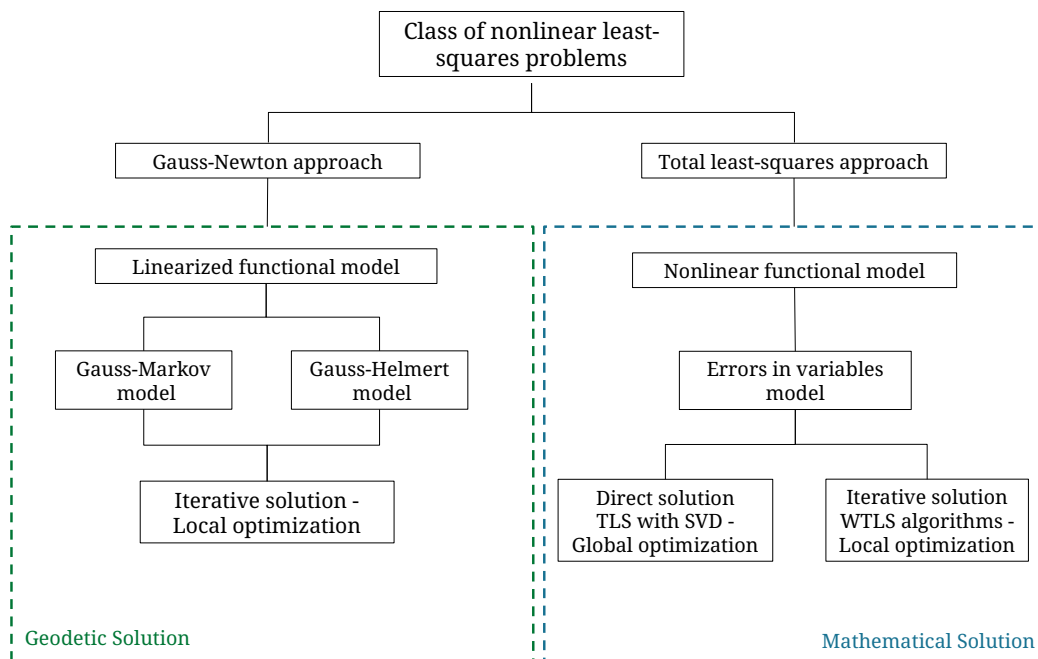 Class of nonlinear least-
squares problems
Gauss-Newton approach
Total least-squares approach
Linearized functional model
Nonlinear functional model
Gauss-Markov
model
Gauss-Helmert
model
Errors in variables
model
Iterative solution -
Local optimization
Direct solution
TLS with SVD -
Global optimization
Iterative solution
WTLS algorithms -
Local optimization
Geodetic Solution
Mathematical Solution